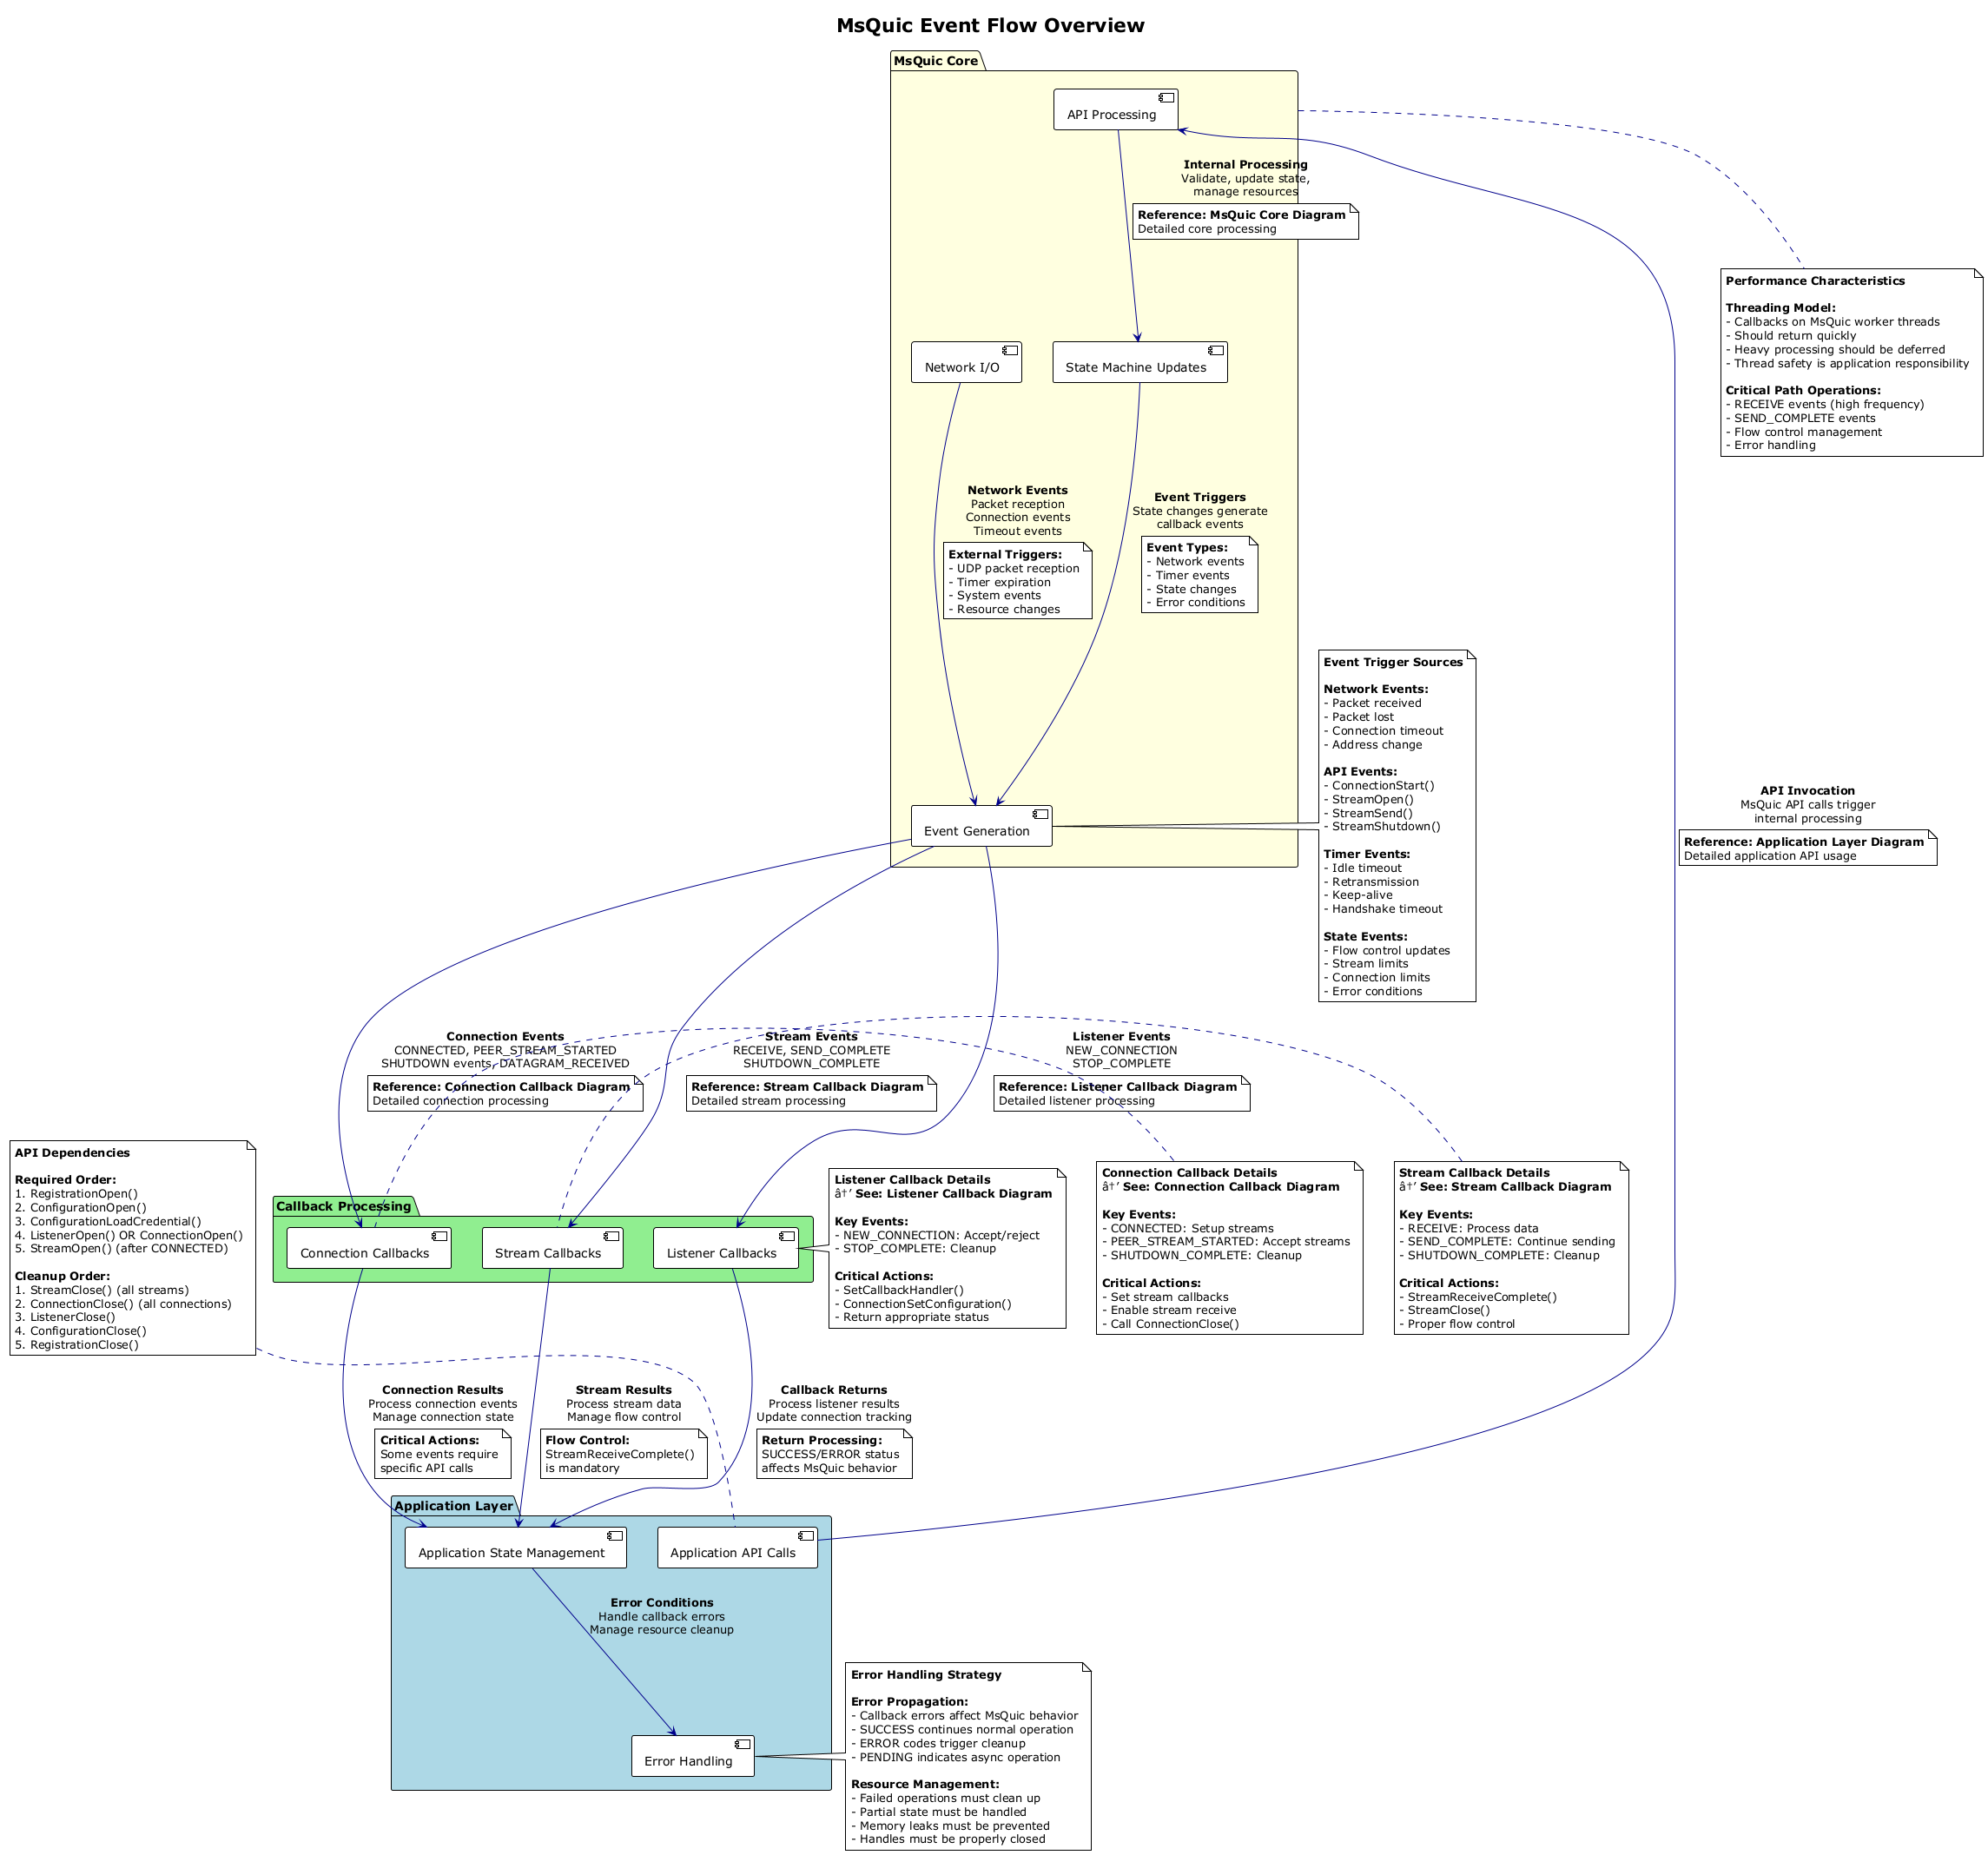 MsQuic Event Flow Overview
MsQuic Core
API Processing
Internal Processing
Validate, update state,
manage resources
Reference: MsQuic Core Diagram
Detailed core processing
Performance Characteristics
Threading Model:
- Callbacks on MsQuic worker threads
- Should return quickly
- Heavy processing should be deferred
- Thread safety is application responsibility
Critical Path Operations:
- RECEIVE events (high frequency)
- SEND_COMPLETE events
- Flow control management
- Error handling
Network I/O
State Machine Updates
Network Events
Packet reception
Connection events
Timeout events
External Triggers:
- UDP packet reception
- Timer expiration
- System events
- Resource changes
Event Triggers
State changes generate
callback events
Event Types:
- Network events
- Timer events
- State changes
- Error conditions
Event Trigger Sources
Network Events:
- Packet received
- Packet lost
- Connection timeout
- Address change
API Events:
- ConnectionStart()
- StreamOpen()
- StreamSend()
- StreamShutdown()
Timer Events:
- Idle timeout
- Retransmission
- Keep-alive
- Handshake timeout
State Events:
- Flow control updates
- Stream limits
- Connection limits
- Error conditions
API Invocation
MsQuic API calls trigger
internal processing
Reference: Application Layer Diagram
Detailed application API usage
Event Generation
Connection Events
CONNECTED, PEER_STREAM_STARTED
SHUTDOWN events, DATAGRAM_RECEIVED
Reference: Connection Callback Diagram
Detailed connection processing
Stream Events
RECEIVE, SEND_COMPLETE
SHUTDOWN_COMPLETE
Reference: Stream Callback Diagram
Detailed stream processing
Listener Events
NEW_CONNECTION
STOP_COMPLETE
Reference: Listener Callback Diagram
Detailed listener processing
API Dependencies
Required Order:
1. RegistrationOpen()
2. ConfigurationOpen()
3. ConfigurationLoadCredential()
4. ListenerOpen() OR ConnectionOpen()
5. StreamOpen() (after CONNECTED)
Cleanup Order:
1. StreamClose() (all streams)
2. ConnectionClose() (all connections)
3. ListenerClose()
4. ConfigurationClose()
5. RegistrationClose()
Callback Processing
Connection Callbacks
Stream Callbacks
Listener Callbacks
Listener Callback Details
â†’ See: Listener Callback Diagram
Key Events:
- NEW_CONNECTION: Accept/reject
- STOP_COMPLETE: Cleanup
Critical Actions:
- SetCallbackHandler()
- ConnectionSetConfiguration()
- Return appropriate status
Connection Callback Details
â†’ See: Connection Callback Diagram
Key Events:
- CONNECTED: Setup streams
- PEER_STREAM_STARTED: Accept streams
- SHUTDOWN_COMPLETE: Cleanup
Critical Actions:
- Set stream callbacks
- Enable stream receive
- Call ConnectionClose()
Stream Callback Details
â†’ See: Stream Callback Diagram
Key Events:
- RECEIVE: Process data
- SEND_COMPLETE: Continue sending
- SHUTDOWN_COMPLETE: Cleanup
Critical Actions:
- StreamReceiveComplete()
- StreamClose()
- Proper flow control
Connection Results
Process connection events
Manage connection state
Critical Actions:
Some events require
specific API calls
Stream Results
Process stream data
Manage flow control
Flow Control:
StreamReceiveComplete()
is mandatory
Callback Returns
Process listener results
Update connection tracking
Return Processing:
SUCCESS/ERROR status
affects MsQuic behavior
Application Layer
Application State Management
Application API Calls
Error Conditions
Handle callback errors
Manage resource cleanup
Error Handling
Error Handling Strategy
Error Propagation:
- Callback errors affect MsQuic behavior
- SUCCESS continues normal operation
- ERROR codes trigger cleanup
- PENDING indicates async operation
Resource Management:
- Failed operations must clean up
- Partial state must be handled
- Memory leaks must be prevented
- Handles must be properly closed